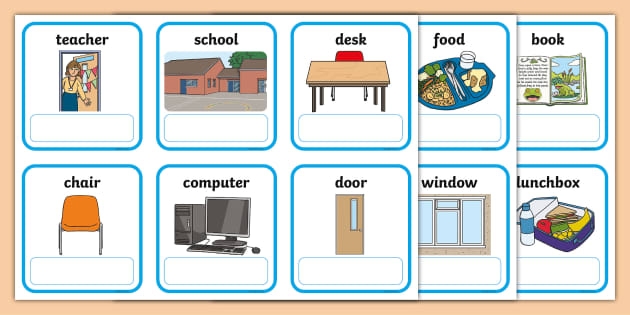 teacher
school
desk
food
book
chair
computer
door
window
lunchbox